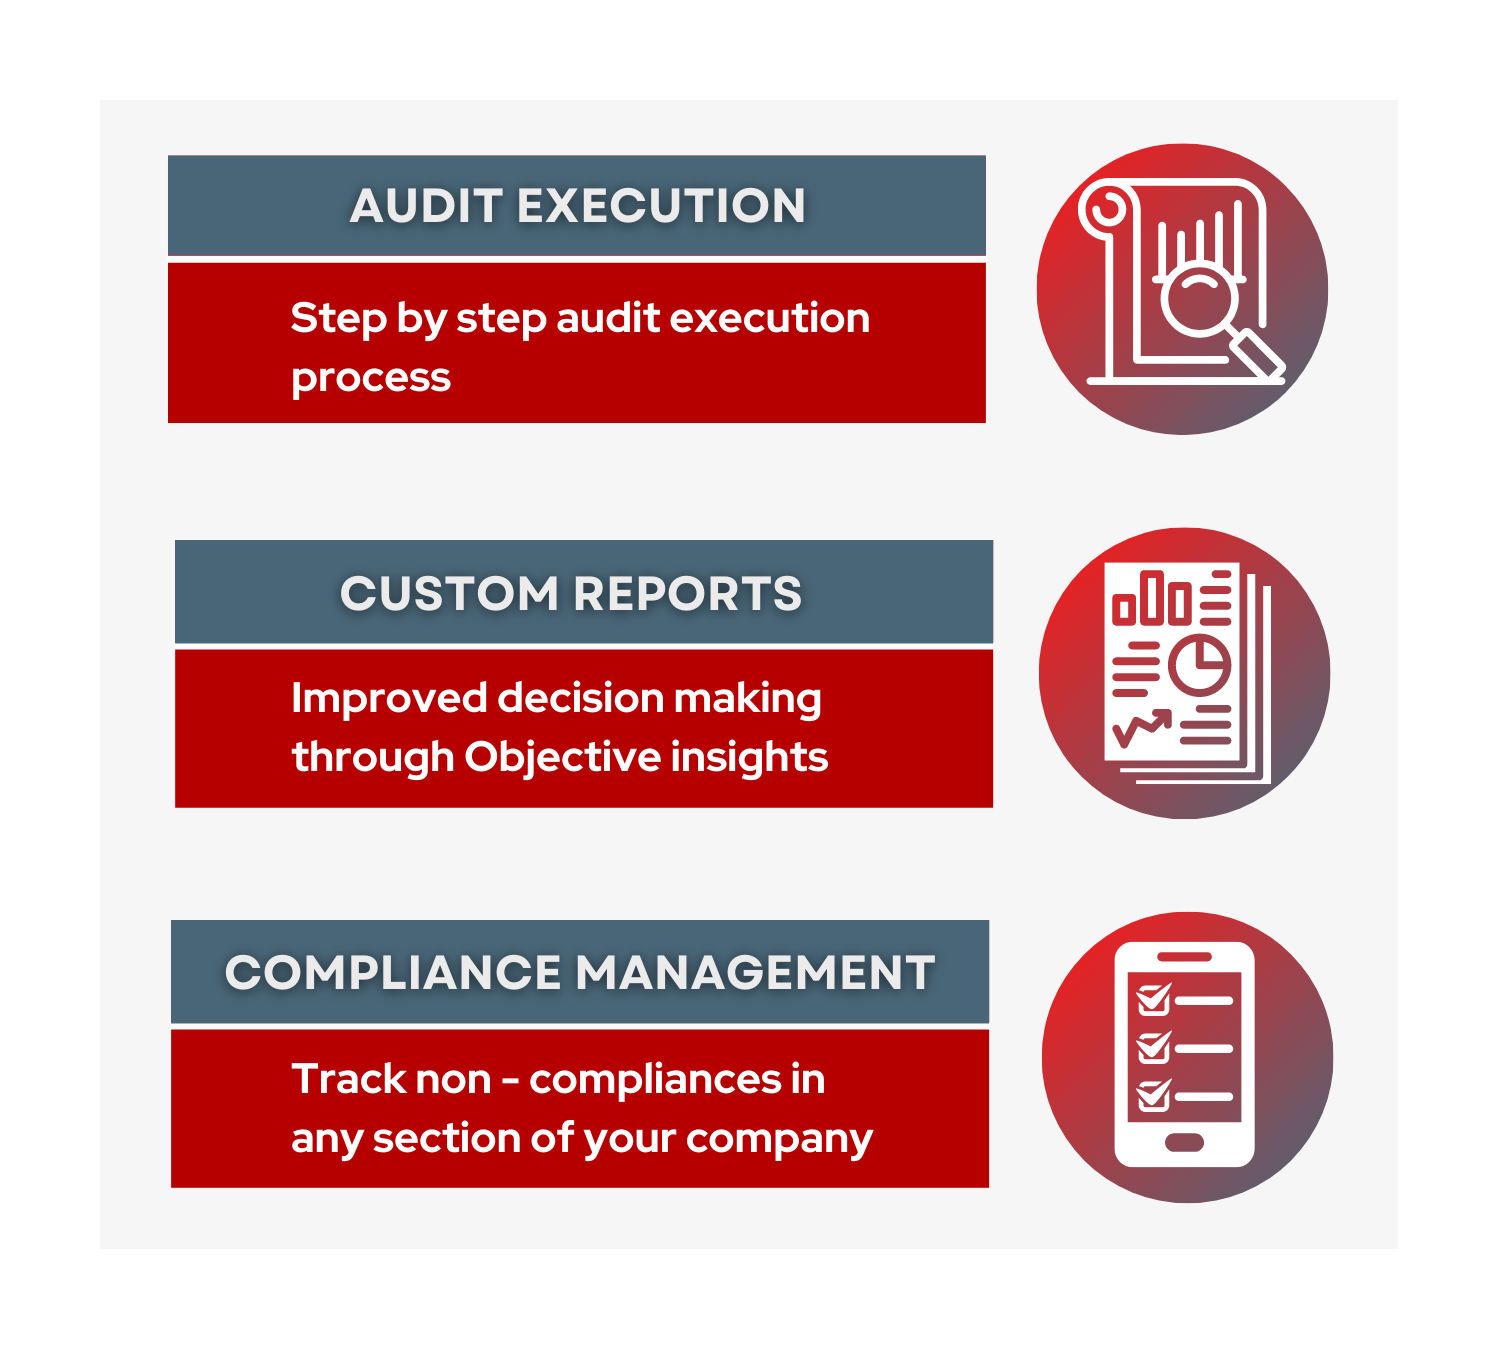 AUDIT EXECUTION
Step by step audit execution
process
CUSTOM REPORTS
Improved decision making
through Objective insights
COMPLIANCE MANAGEMENT
Track non - compliances in
any section of your company